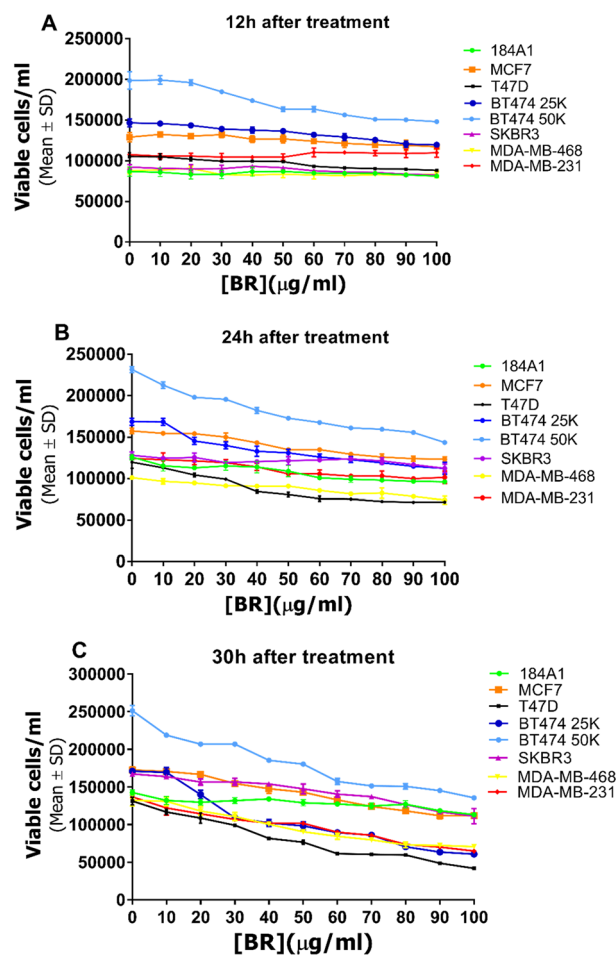 A
12h after treatment
Viable cells/ml
(Mean ± SD)
250000
200000
150000
100000
50000
0
0 10 20 30 40 50 60 70 80 90 100
[BR](μg/ml)
184A1
MCF7
T47D
BT474 25K
BT474 50K
SKBR3
MDA-MB-468
MDA-MB-231
B
24h after treatment
Viable cells/ml
(Mean ± SD)
250000
200000
150000
100000
50000
0
0 10 20 30 40 50 60 70 80 90 100
[BR](μg/ml)
184A1
MCF7
T47D
BT474 25K
BT474 50K
SKBR3
MDA-MB-468
MDA-MB-231
C
30h after treatment
Viable cells/ml
(Mean ± SD)
300000
250000
200000
150000
100000
50000
0
0 10 20 30 40 50 60 70 80 90 100
[BR](μg/ml)
184A1
MCF7
T47D
BT474 25K
BT474 50K
SKBR3
MDA-MB-468
MDA-MB-231